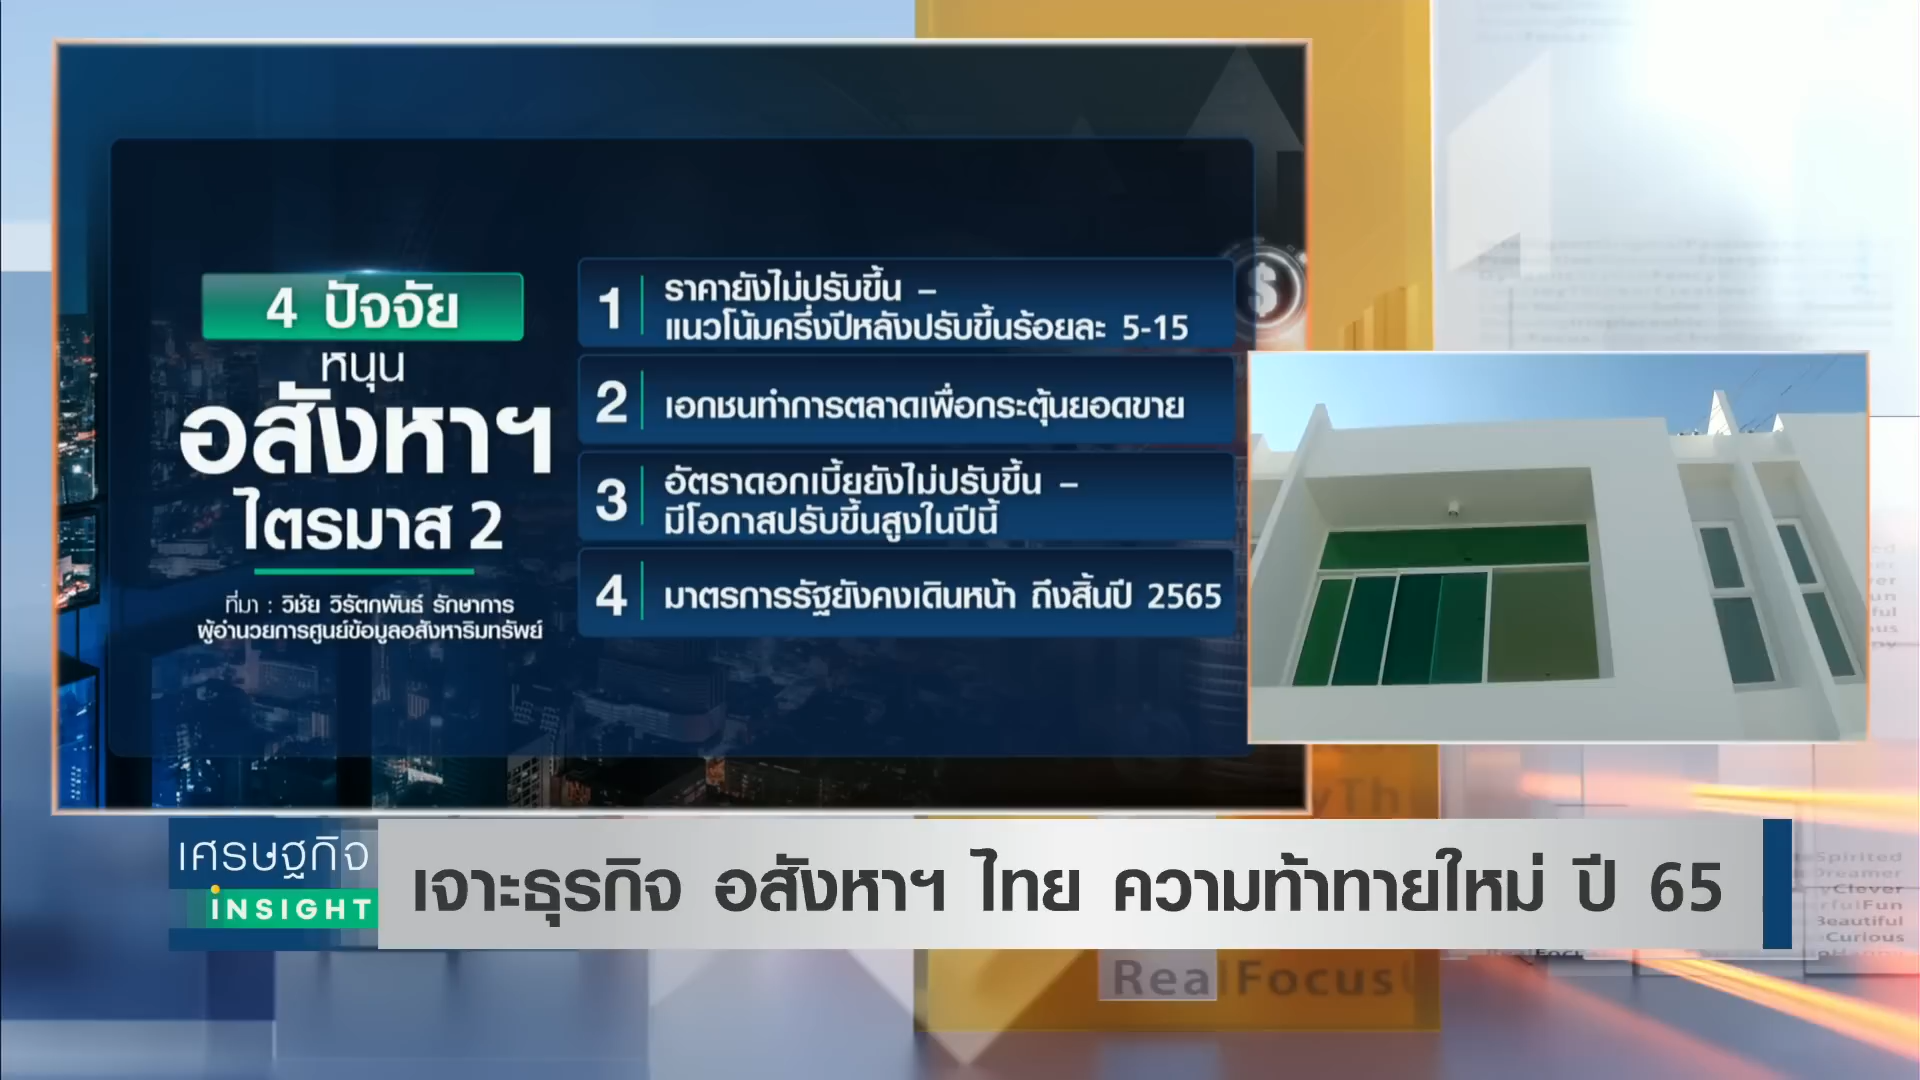 4 ปัจจัย
หนุน
อสังหาฯ
ไตรมาส 2
ที่มา : วิชัย วิรัตกพันธ์ รักษาการ
ผู้อำนวยการศูนย์ข้อมูลอสังหาริมทรัพย์
1
ราคายังไม่ปรับขึ้น –
แนวโน้มครึ่งปีหลังปรับขึ้นร้อยละ 5-15
2
เอกชนทำการตลาดเพื่อกระตุ้นยอดขาย
3
อัตราดอกเบี้ยยังไม่ปรับขึ้น –
มีโอกาสปรับขึ้นสูงในปีนี้
4
มาตรการรัฐยังคงเดินหน้า ถึงสิ้นปี 2565
$
เศรษฐกิจ
INSIGHT
เจาะธุรกิจ อสังหาฯ ไทย ความท้าทายใหม่ ปี 65
RealFocus
Spirited
Dreamer
yClever
Fun
Beautiful
Curious